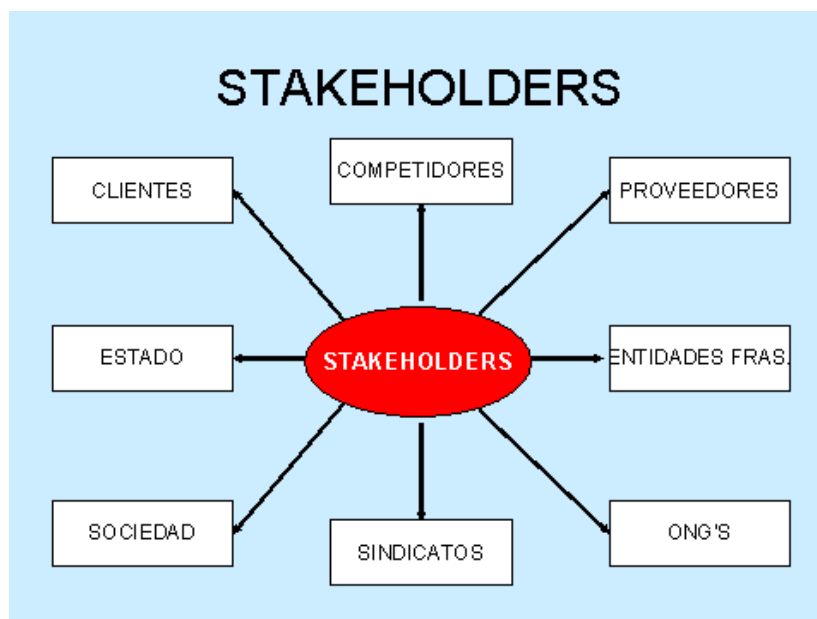 STAKEHOLDERS
CLIENTES
COMPETIDORES
PROVEEDORES
ESTADO
STAKEHOLDERS
ENTIDADES FRAS.
SOCIEDAD
SINDICATOS
ONG'S